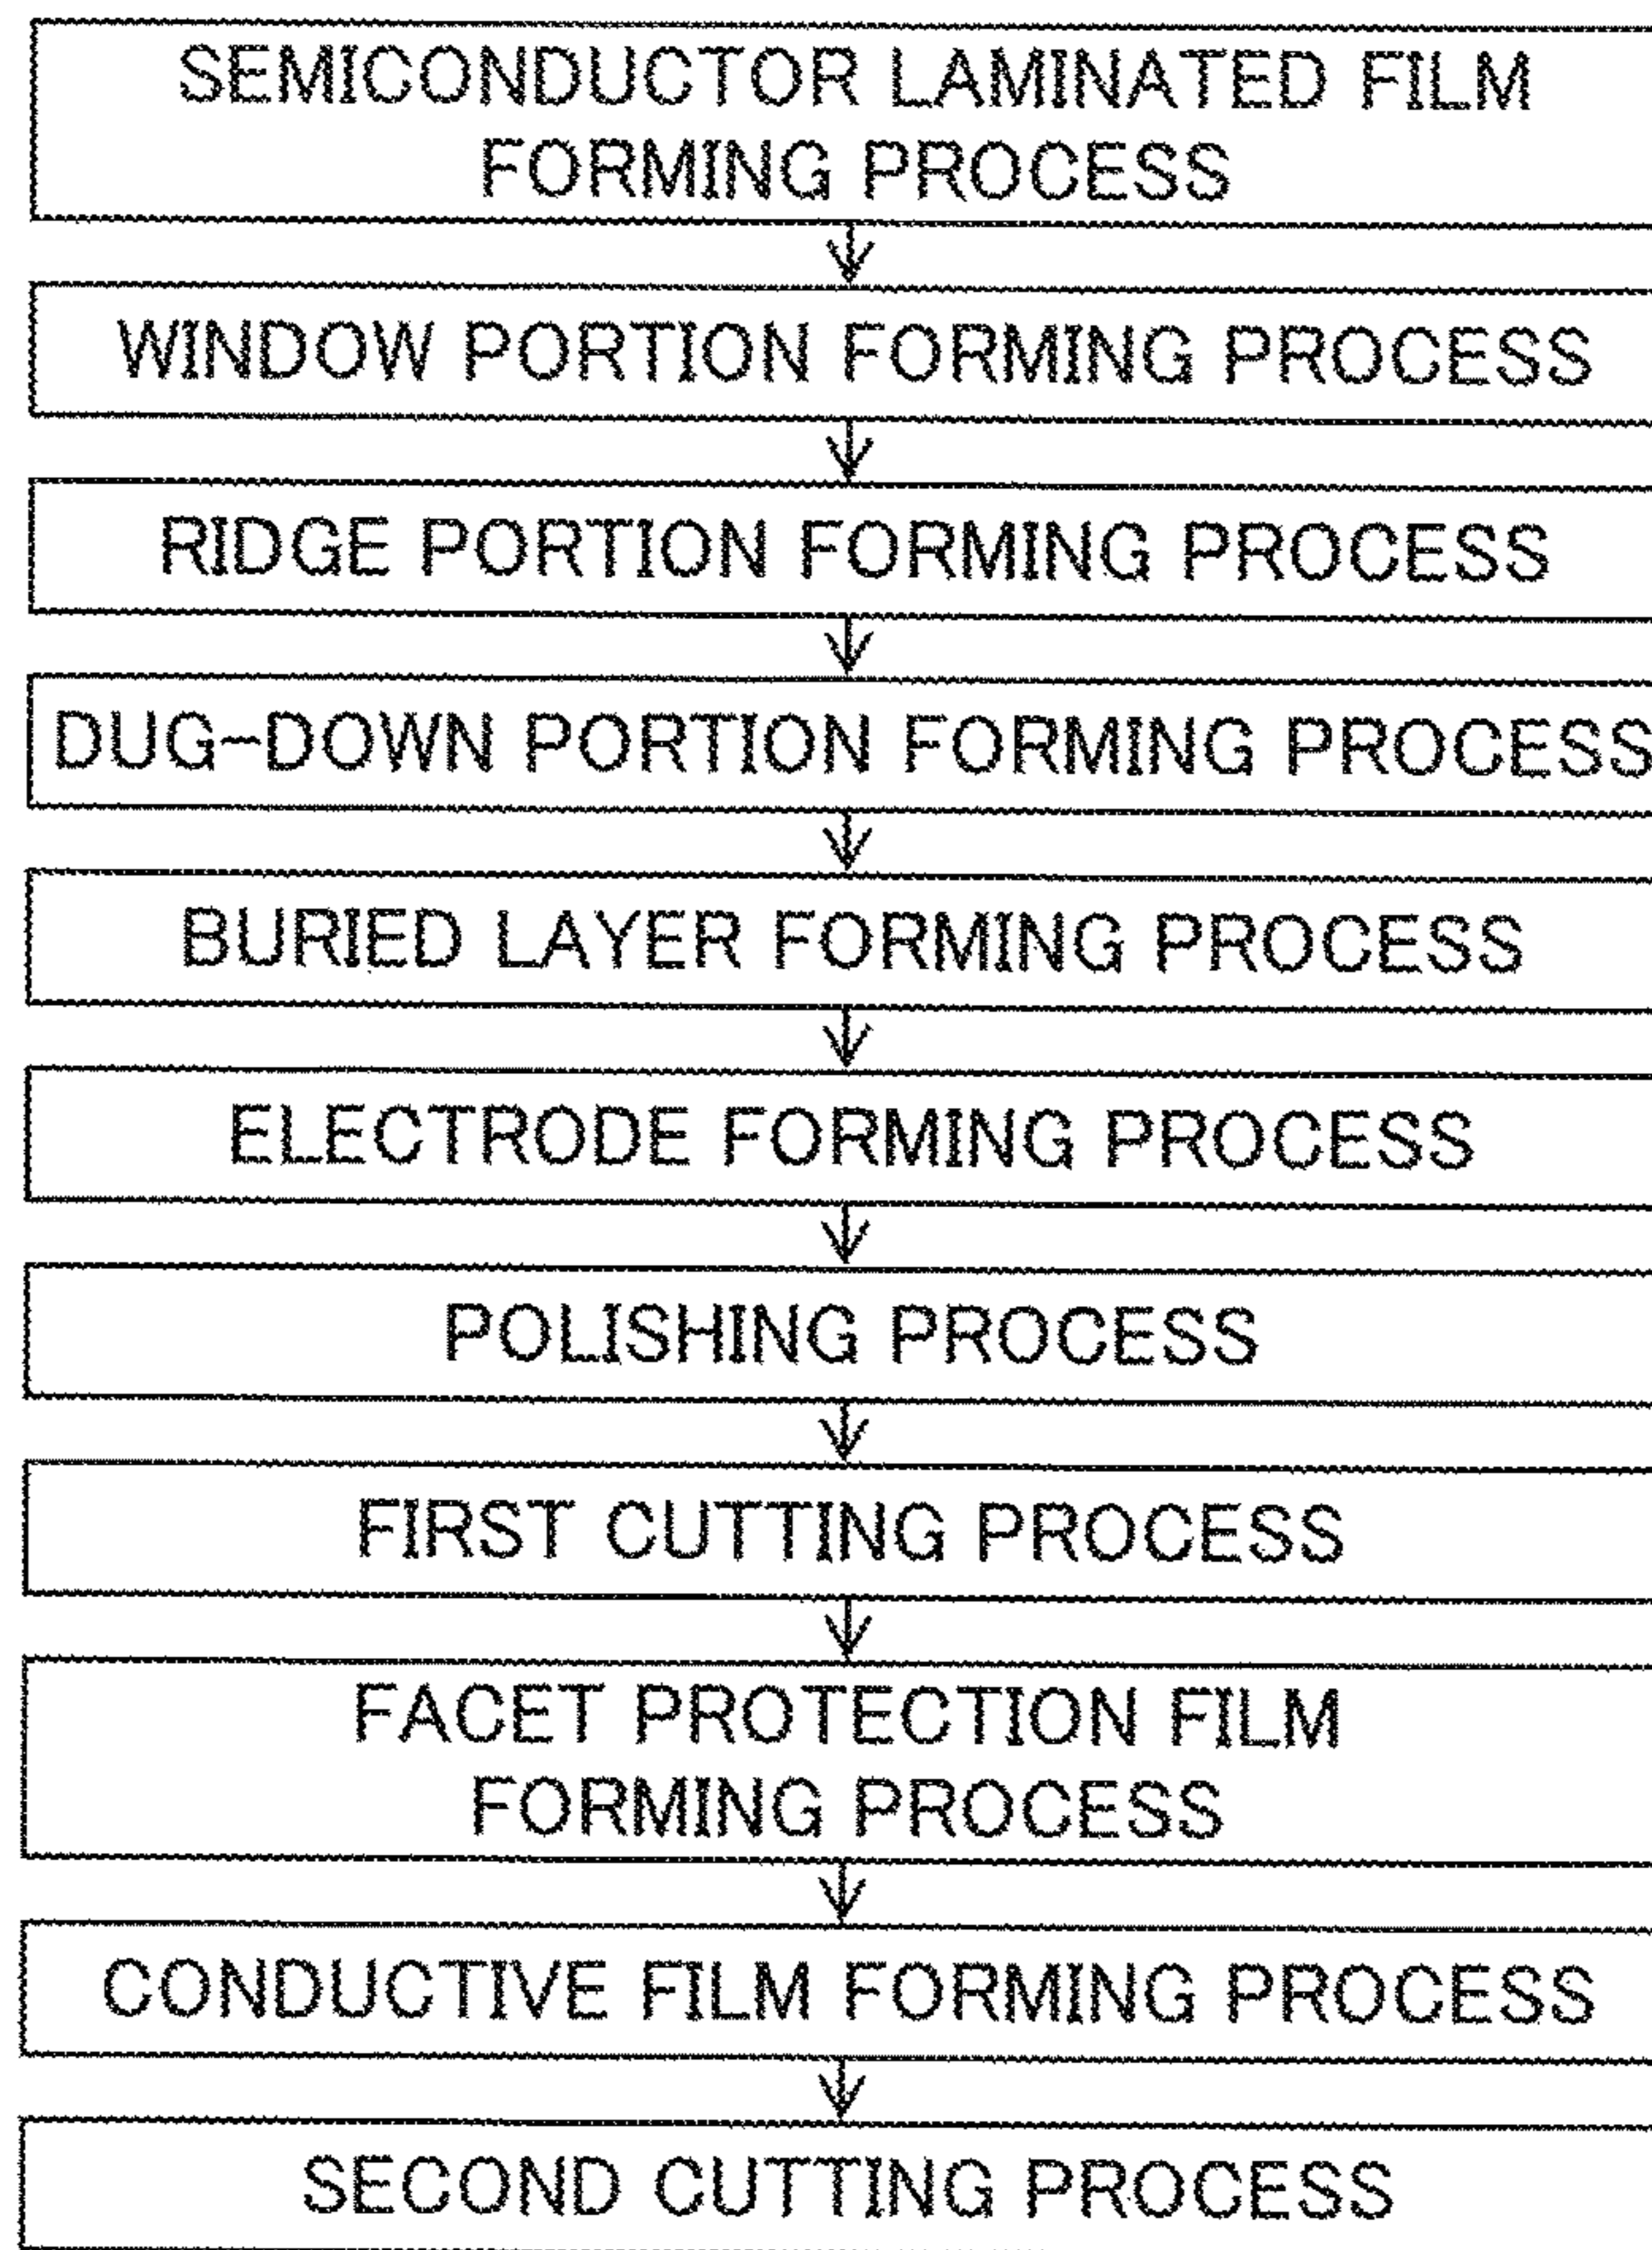 SEMICONDUCTOR LAMINATED FILM
FORMING PROCESS
WINDOW PORTION FORMING PROCESS
RIDGE PORTION FORMING PROCESS
DUG-DOWN PORTION FORMING PROCESS
BURIED LAYER FORMING PROCESS
ELECTRODE FORMING PROCESS
POLISHING PROCESS
FIRST CUTTING PROCESS
FACET PROTECTION FILM
FORMING PROCESS
CONDUCTIVE FILM FORMING PROCESS
SECOND CUTTING PROCESS